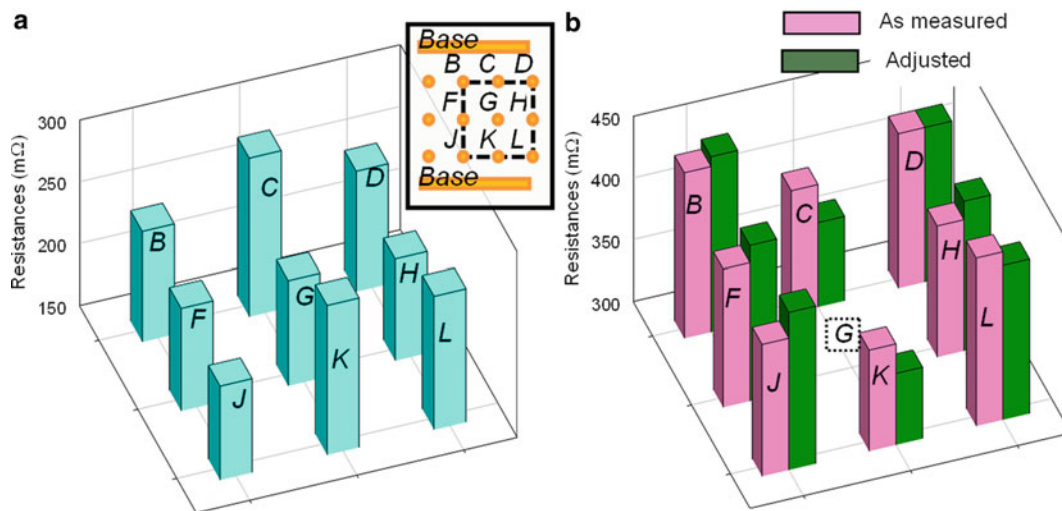 a
Resistances (mΩ)
300
250
200
150
B
C
D
F
G
H
J
K
L
Base
B C D
F G H
J K L
Base
b
As measured
Adjusted
Resistances (mΩ)
450
400
350
300
B
C
D
F
G
H
J
K
L